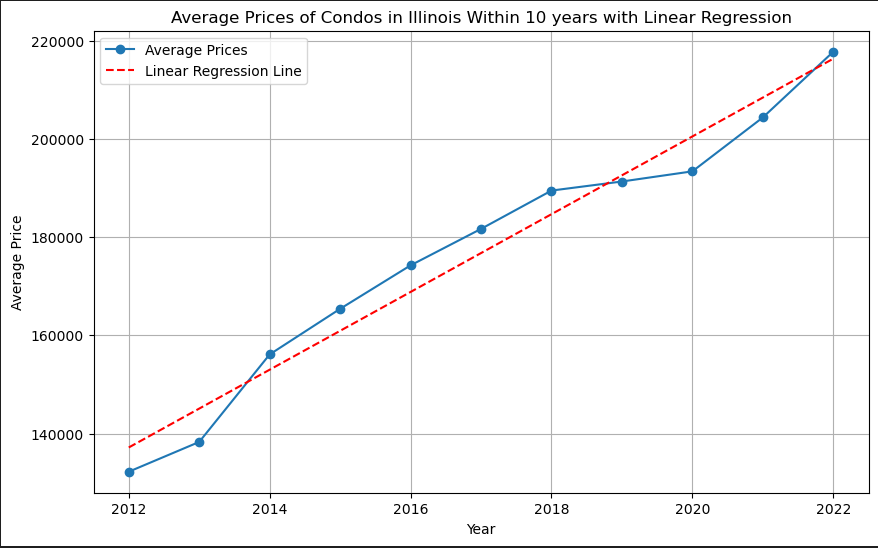 Average Prices of Condos in Illinois Within 10 years with Linear Regression
Average Prices
Linear Regression Line
Average Price
220000
200000
180000
160000
140000
2012 2014 2016 2018 2020 2022
Year